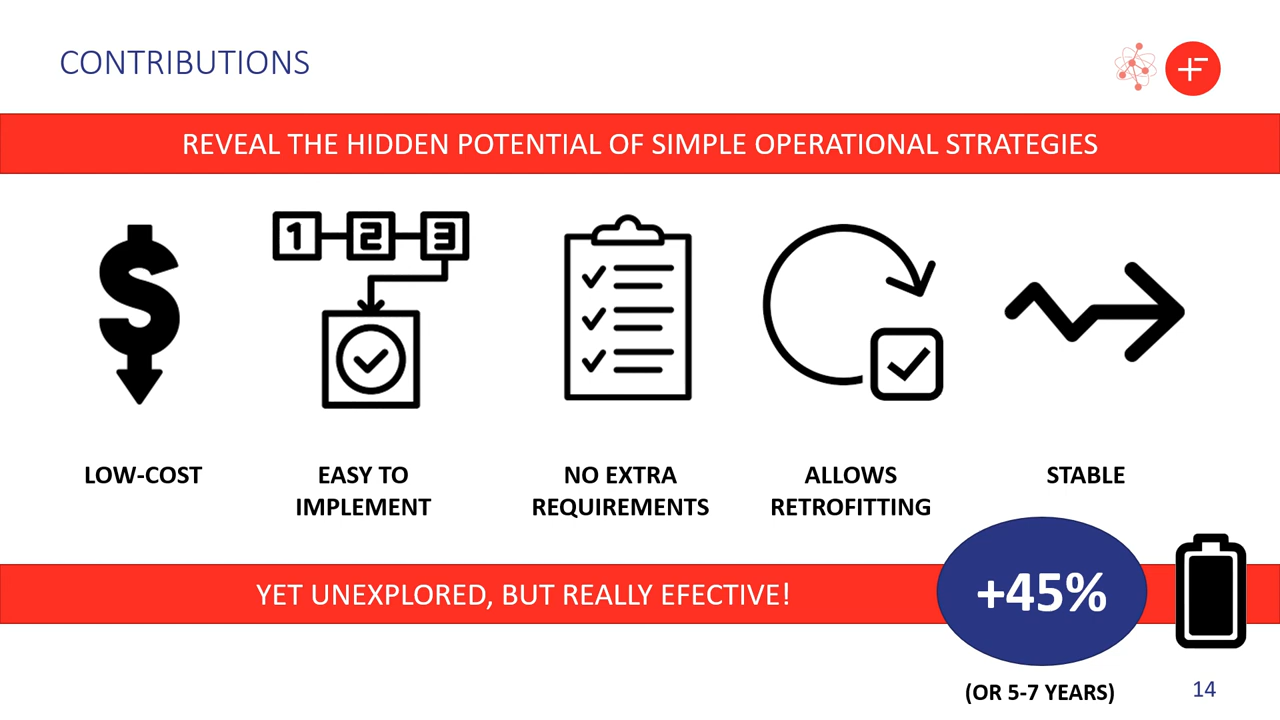 CONTRIBUTIONS
REVEAL THE HIDDEN POTENTIAL OF SIMPLE OPERATIONAL STRATEGIES
1 2 3
LOW-COST
EASY TO
IMPLEMENT
NO EXTRA
REQUIREMENTS
ALLOWS
RETROFITTING
STABLE
YET UNEXPLORED, BUT REALLY EFECTIVE!
+45%
(OR 5-7 YEARS)
14